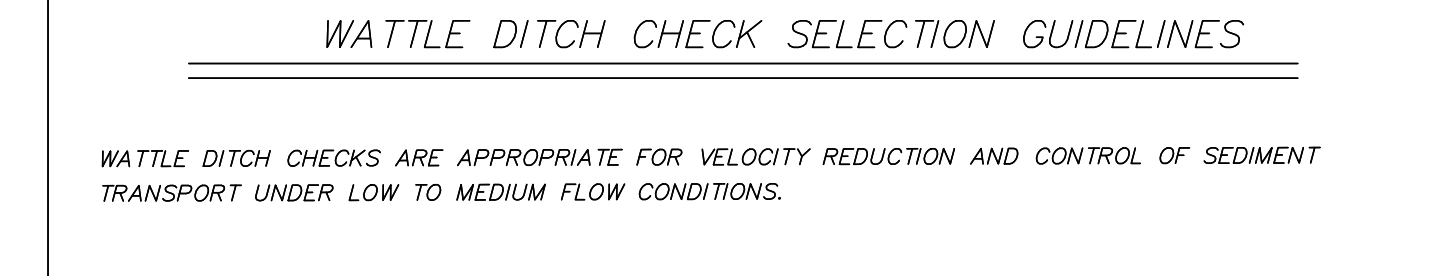 WATTLE DITCH CHECK SELECTION GUIDELINES
WATTLE DITCH CHECKS ARE APPROPRIATE FOR VELOCITY REDUCTION AND CONTROL OF SEDIMENT
TRANSPORT UNDER LOW TO MEDIUM FLOW CONDITIONS.